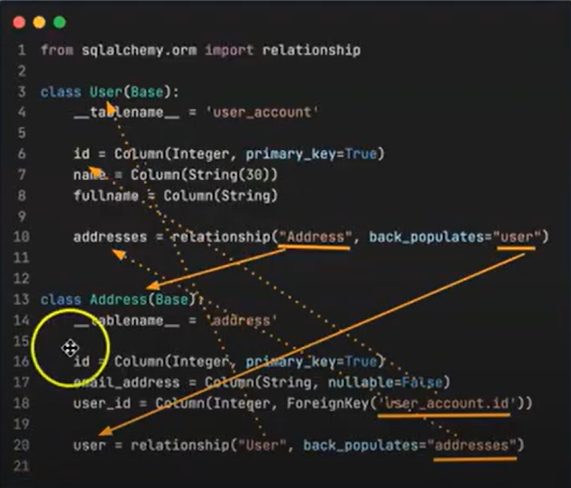 1 from sqlalchemy.orm import relationship
2
3 class User(Base):
4     __tablename__ = 'user_account'
5
6     id = Column(Integer, primary_key=True)
7     name = Column(String(30))
8     fullname = Column(String)
9
10     addresses = relationship("Address", back_populates="user")
11
12
13 class Address(Base):
14     __tablename__ = 'address'
15
16     id = Column(Integer, primary_key=True)
17     email_address = Column(String, nullable=False)
18     user_id = Column(Integer, ForeignKey('user_account.id'))
19
20     user = relationship("User", back_populates="addresses")
21